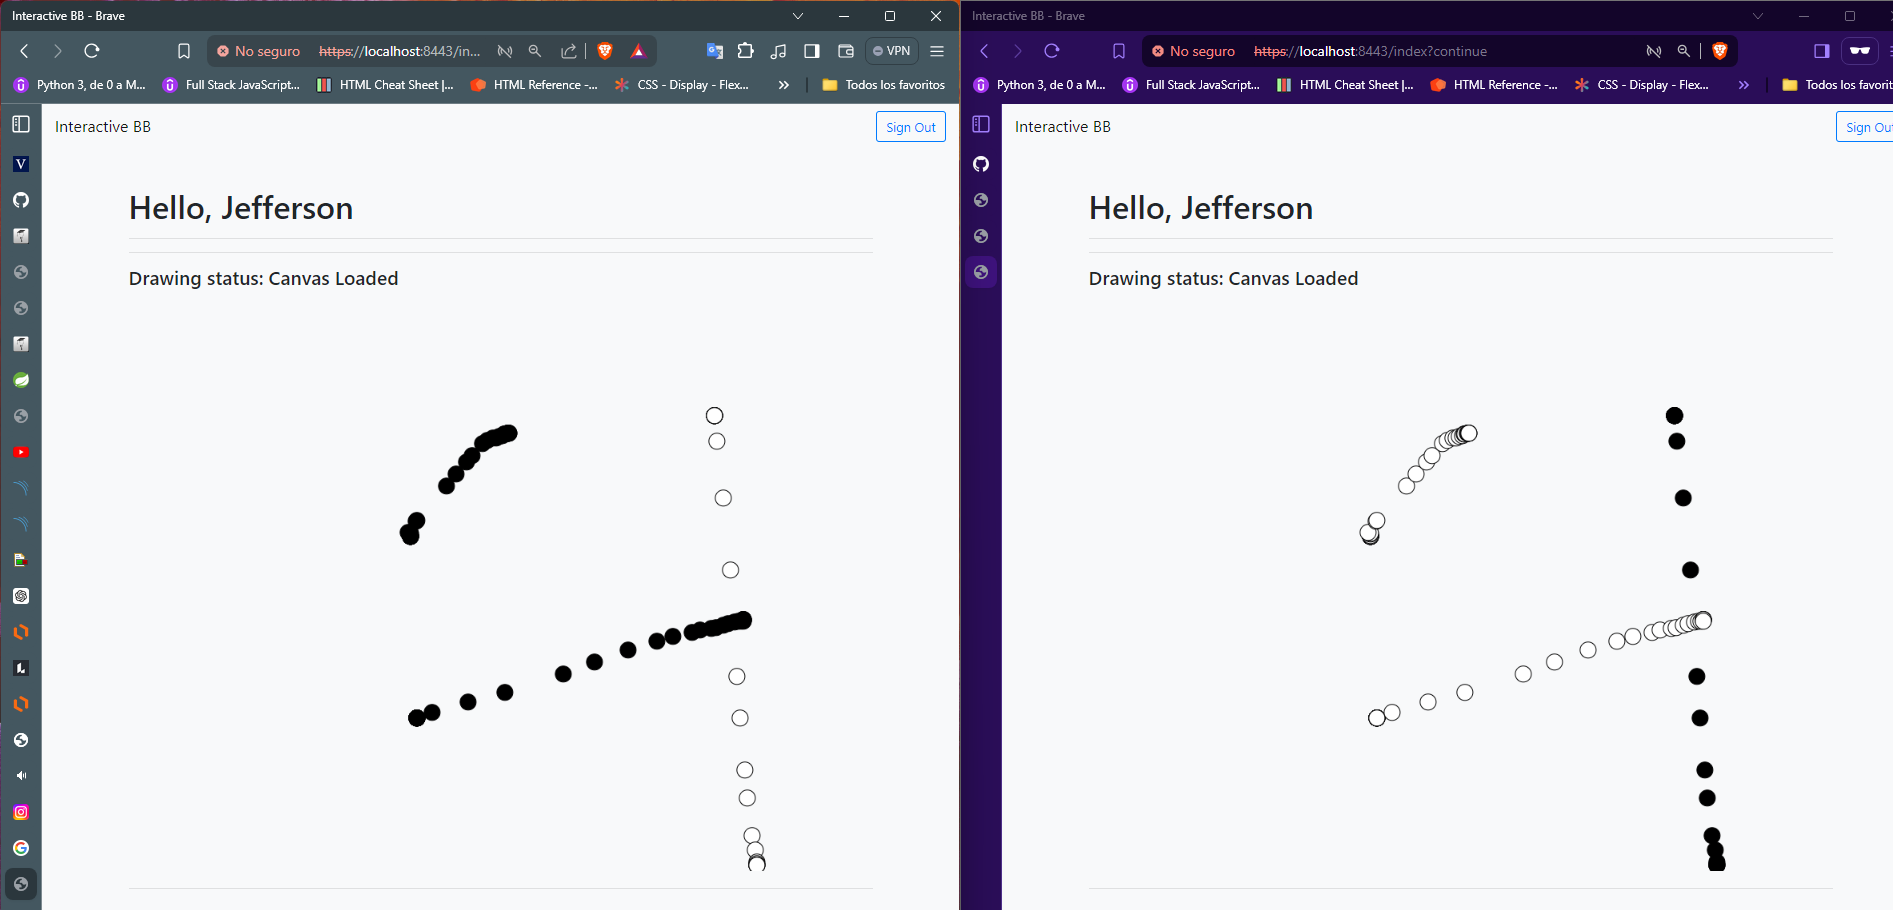 Interactive BB - Brave
No seguro https://localhost:8443/in... VPN
Python 3, de 0 a M... Full Stack JavaScript... HTML Cheat Sheet |... HTML Reference -... CSS - Display - Flex... » Todos los favoritos
Interactive BB Sign Out
Hello, Jefferson
Drawing status: Canvas Loaded
Interactive BB - Brave
No seguro https://localhost:8443/index?continue
Python 3, de 0 a M... Full Stack JavaScript... HTML Cheat Sheet |... HTML Reference -... CSS - Display - Flex... » Todos los favorit
Interactive BB Sign Ou
Hello, Jefferson
Drawing status: Canvas Loaded